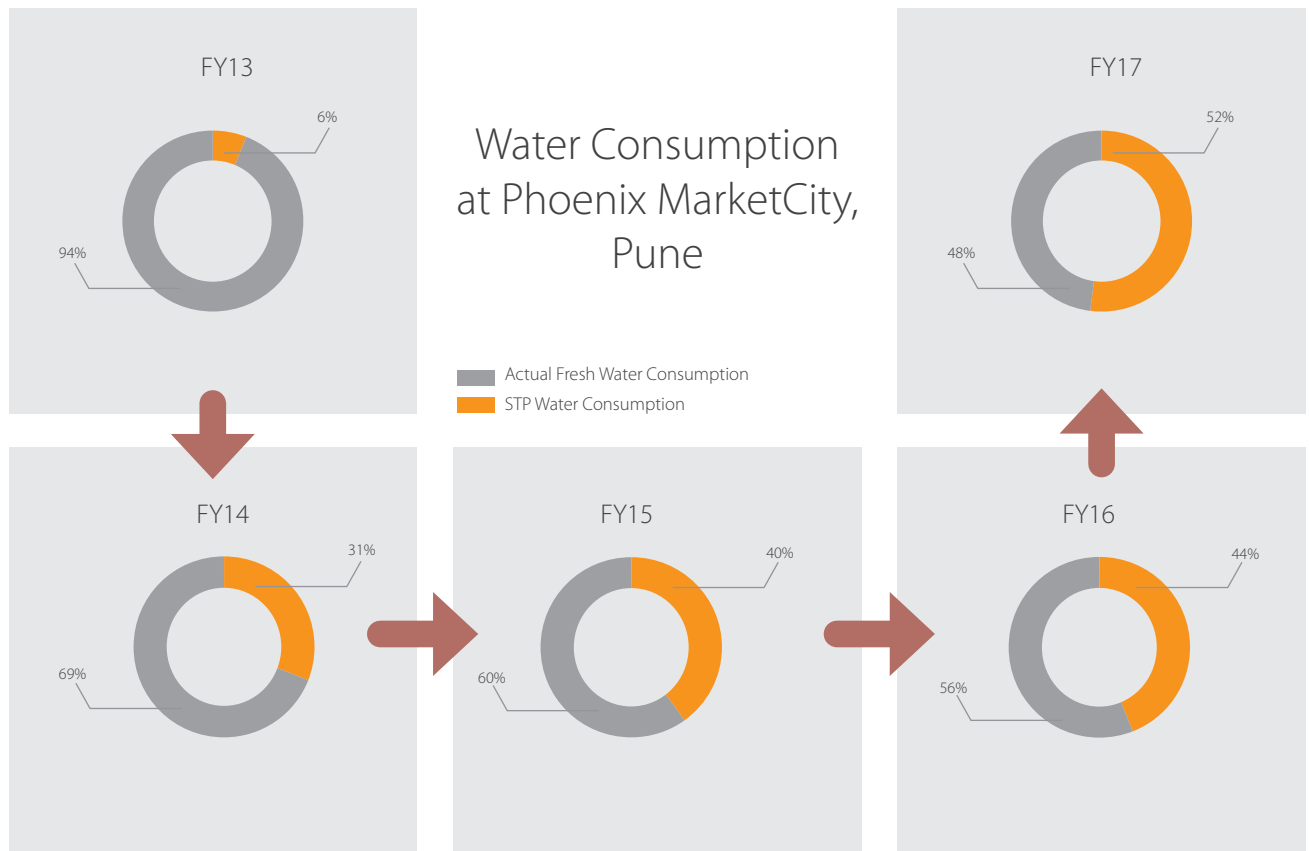 FY13
6%
94%
Water Consumption
at Phoenix MarketCity,
Pune
Actual Fresh Water Consumption
STP Water Consumption
FY17
52%
48%
FY14
31%
69%
FY15
40%
60%
FY16
44%
56%